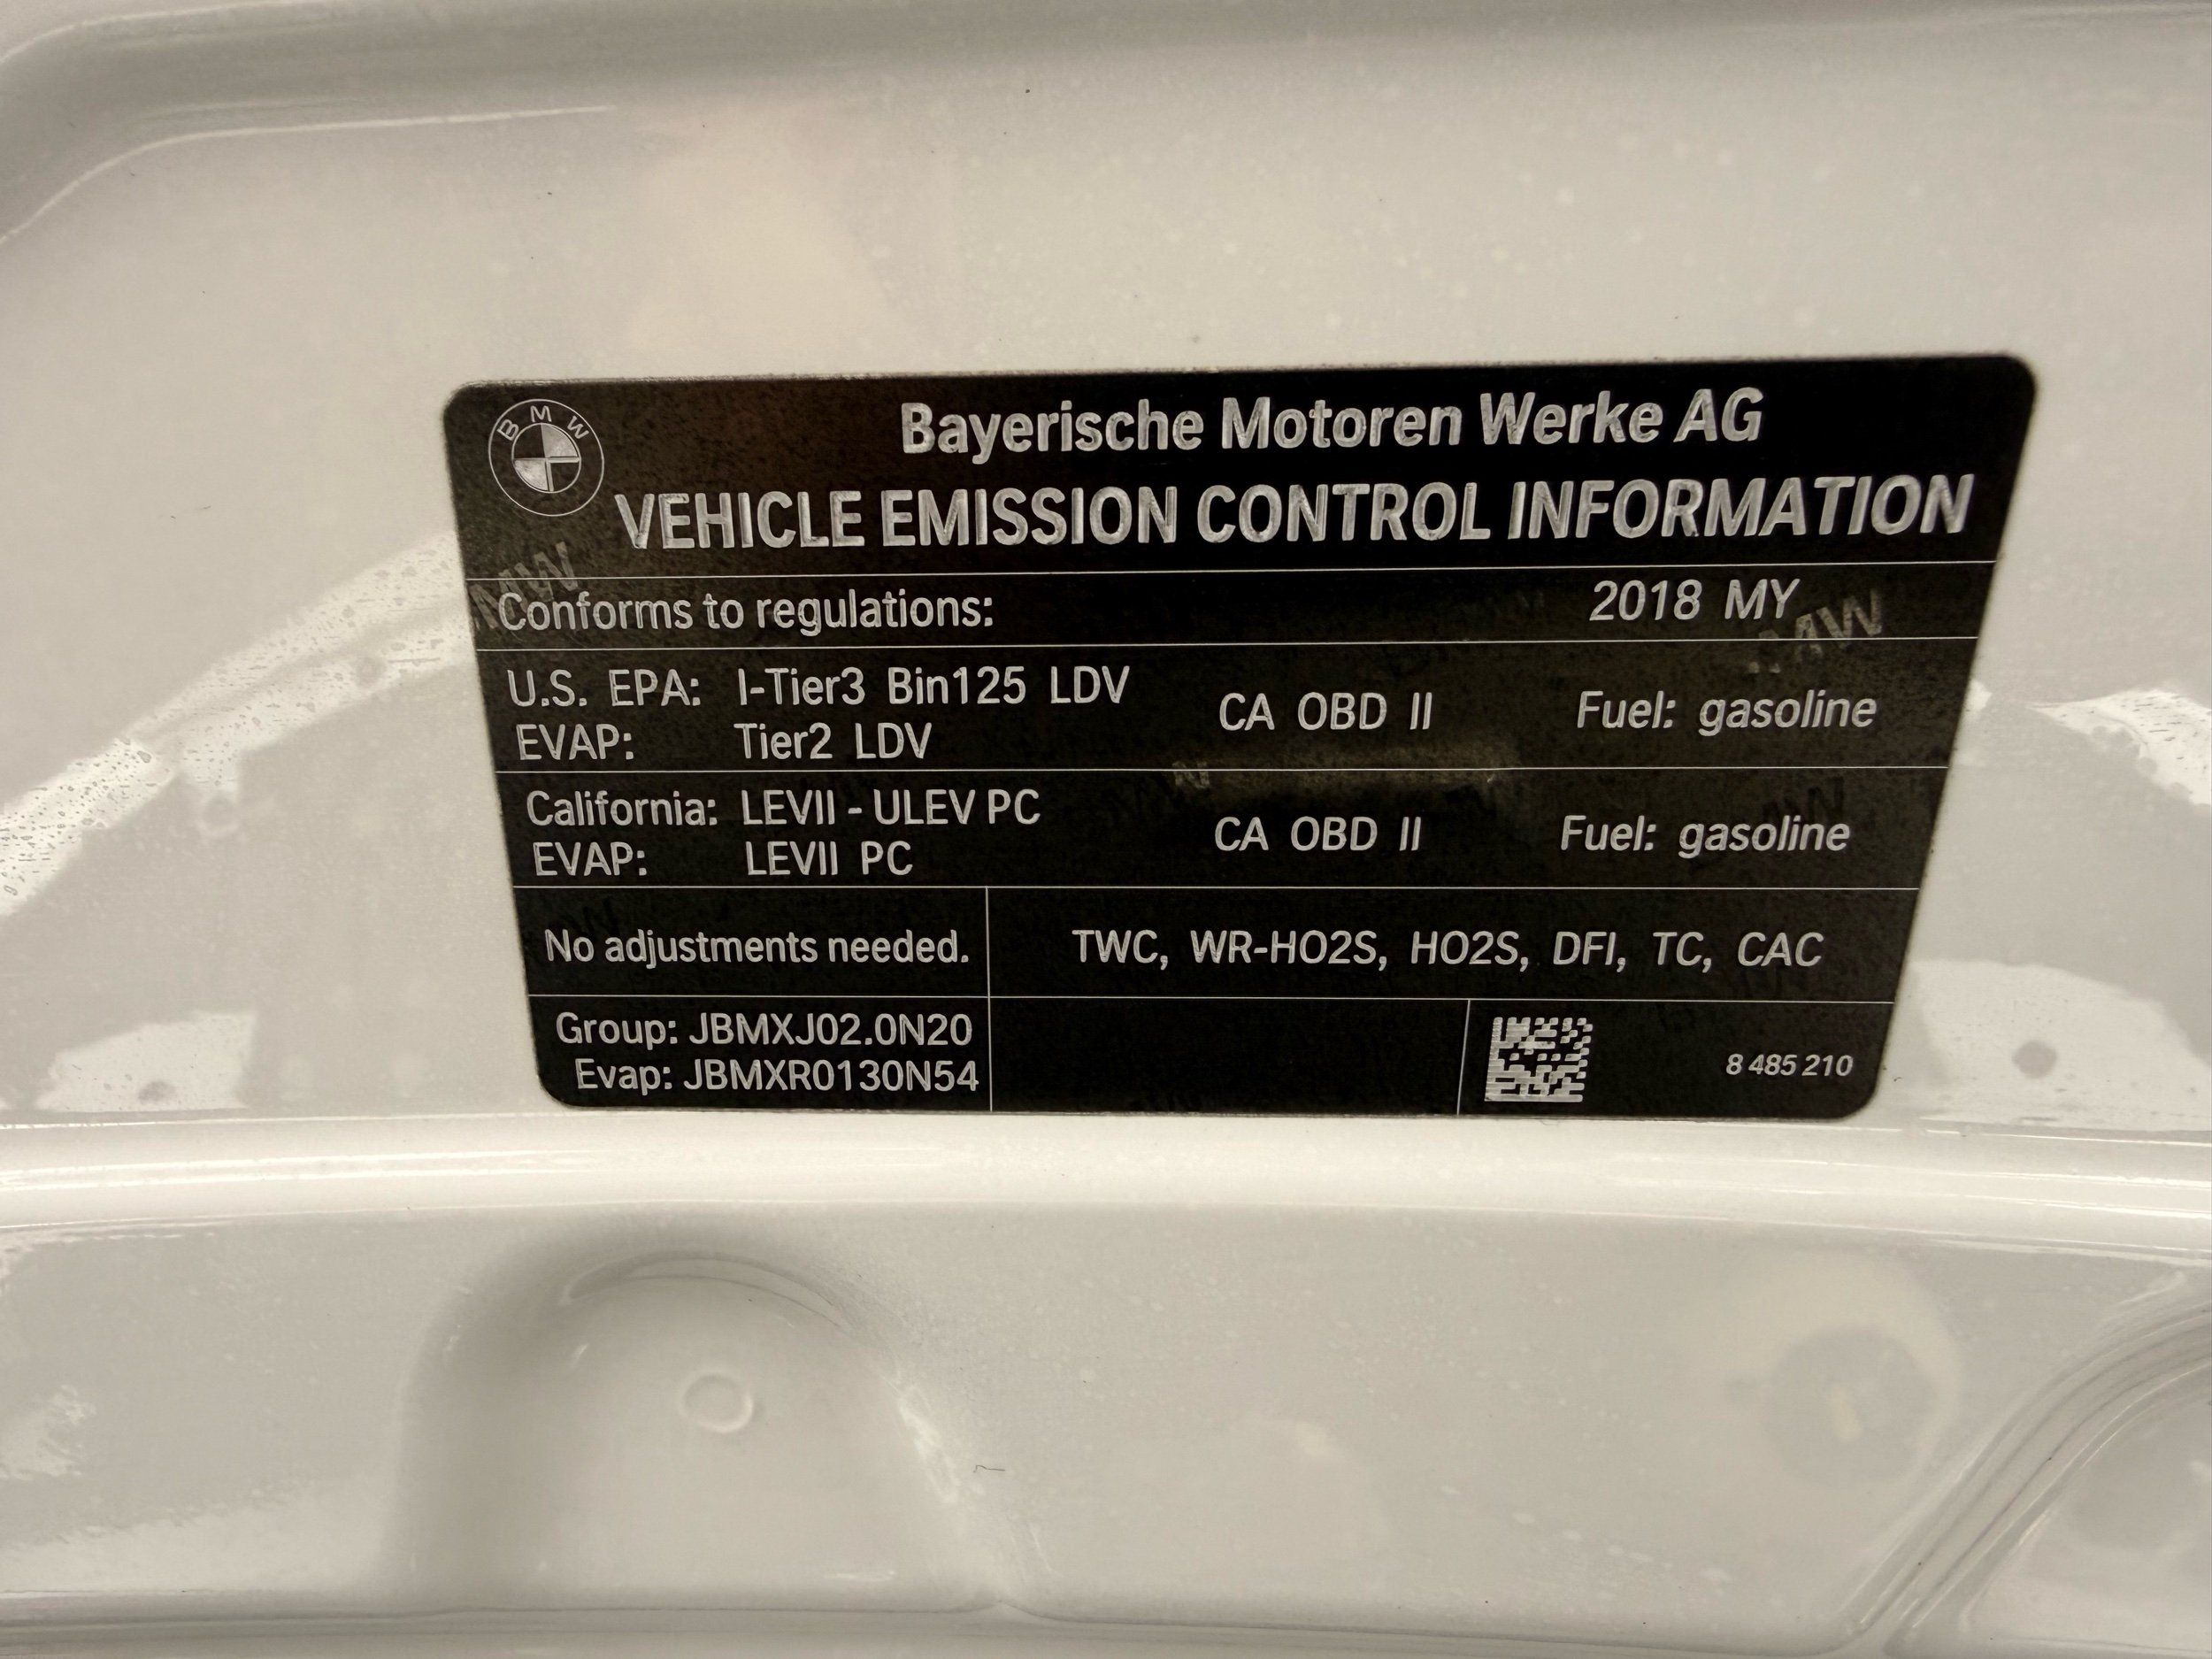 BMW
Bayerische Motoren Werke AG
VEHICLE EMISSION CONTROL INFORMATION
Conforms to regulations: 2018 MY
U.S. EPA: I-Tier3 Bin125 LDV
EVAP: Tier2 LDV
CA OBD II
Fuel: gasoline
California: LEVII - ULEV PC
EVAP: LEVII PC
CA OBD II
Fuel: gasoline
No adjustments needed.
TWC, WR-HO2S, HO2S, DFI, TC, CAC
Group: JBMXJ02.0N20
Evap: JBMXR0130N54
8 485 210